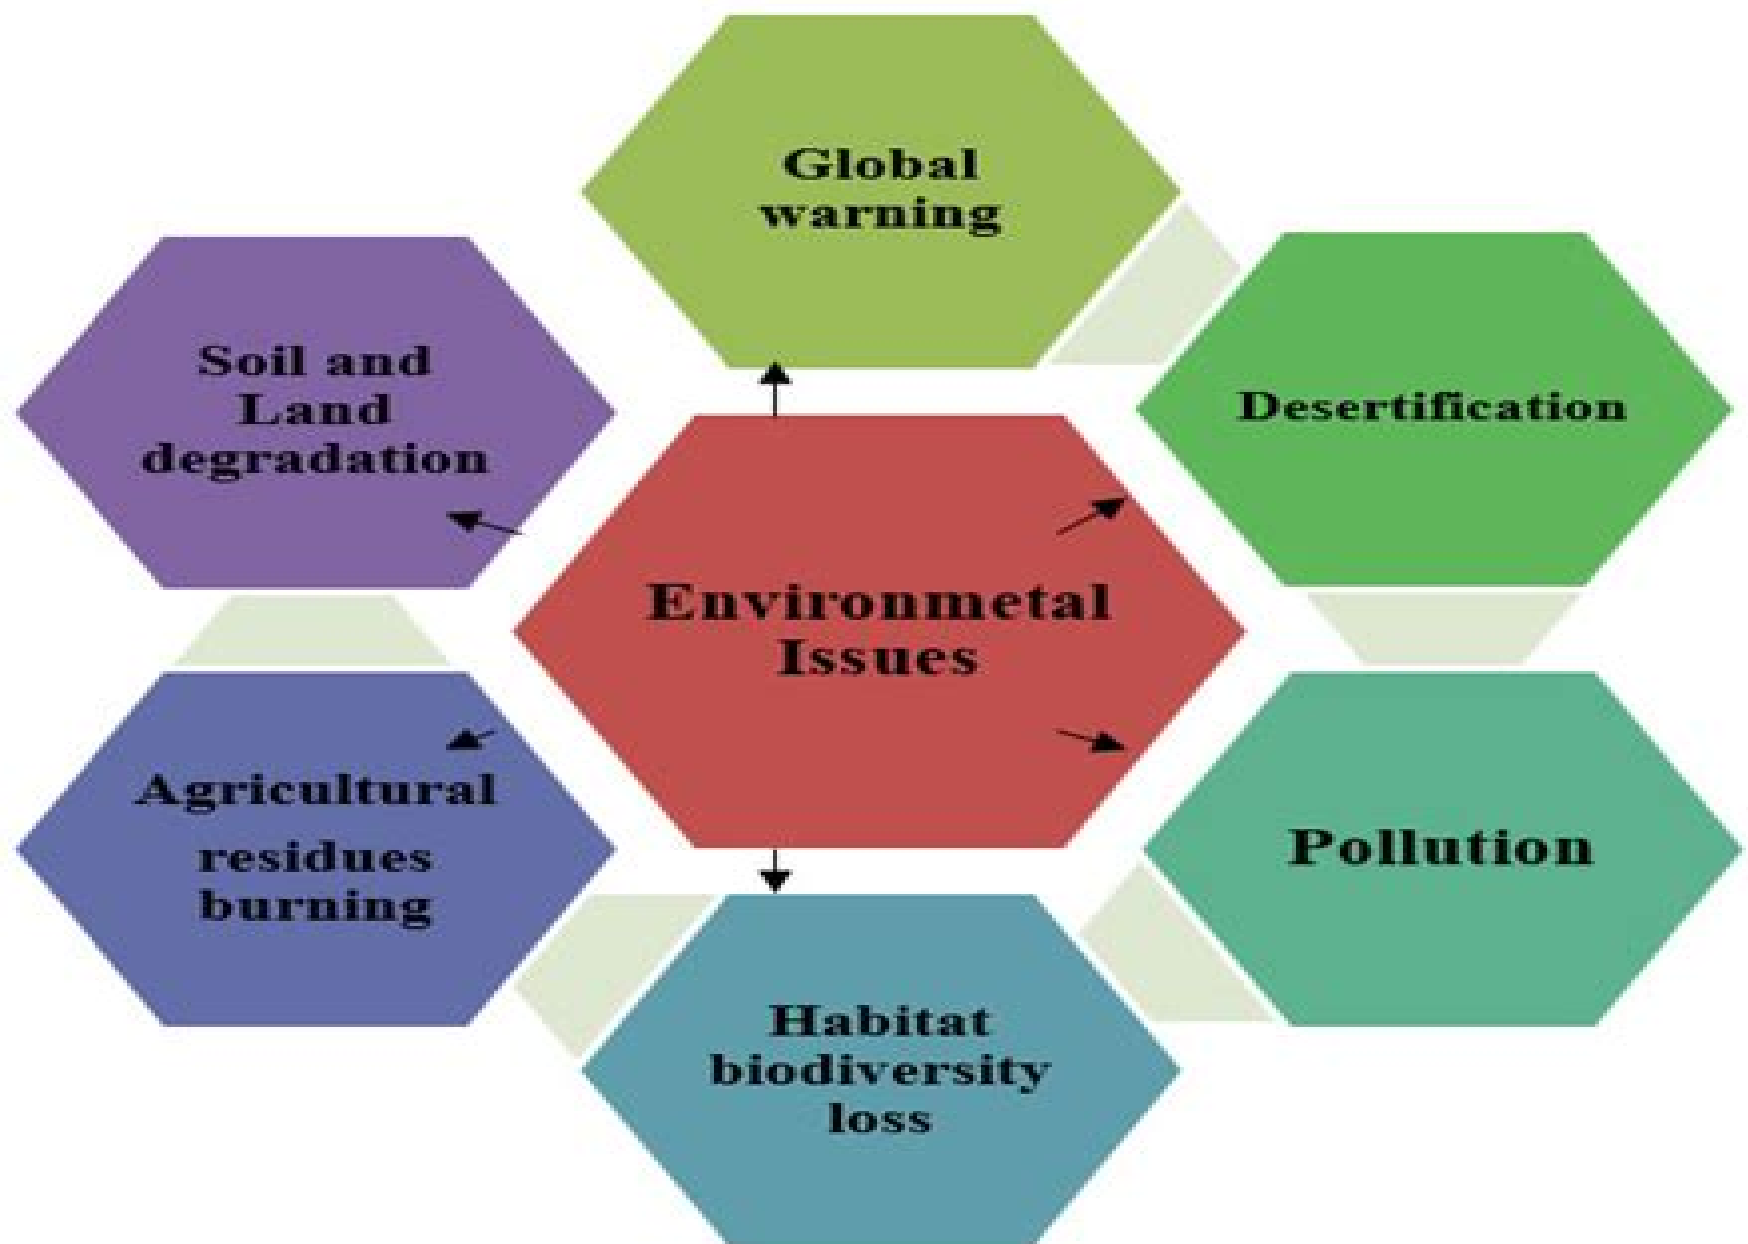 Global
warning
Soil and
Land
degradation
Desertification
Environmetal
Issues
Agricultural
residues
burning
Pollution
Habitat
biodiversity
loss